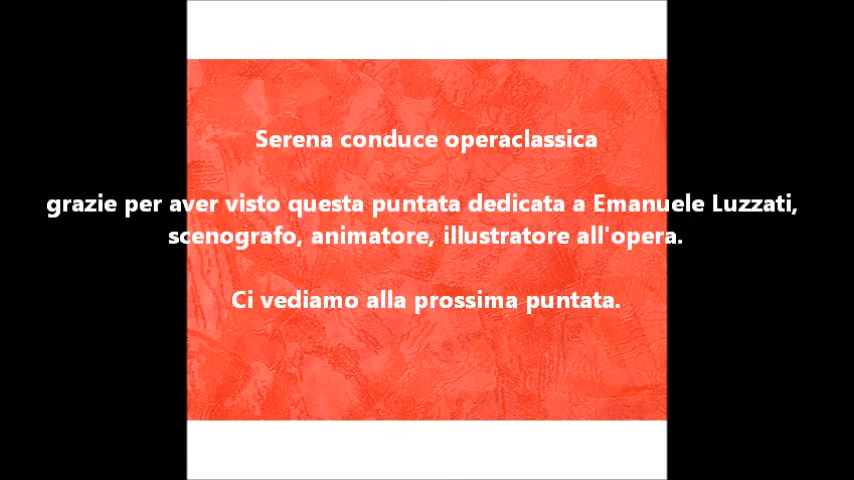 Serena conduce operaclassica
grazie per aver visto questa puntata dedicata a Emanuele Luzzati,
scenografo, animatore, illustratore all'opera.
Ci vediamo alla prossima puntata.